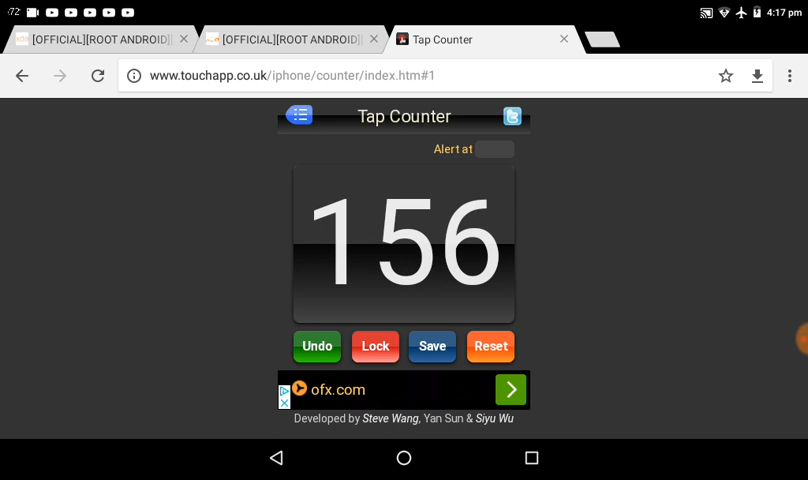 72
4:17 pm
[OFFICIAL][ROOT ANDROID]
[OFFICIAL][ROOT ANDROID]
Tap Counter
www.touchapp.co.uk/iphone/counter/index.htm#1
Tap Counter
Alert at
156
Undo
Lock
Save
Reset
ofx.com
Developed by Steve Wang, Yan Sun & Siyu Wu